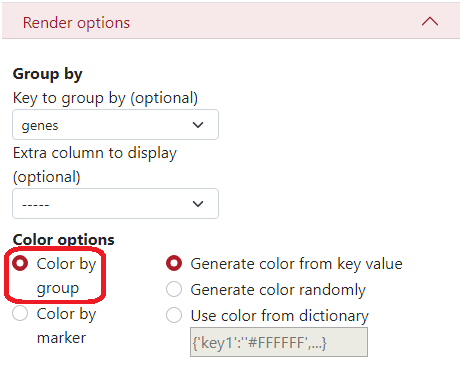 Render options
Group by
Key to group by (optional)
genes
Extra column to display
(optional)
-----
Color options
Color by
group
Color by
marker
Generate color from key value
Generate color randomly
Use color from dictionary
{'key1':''#FFFFFF',...}